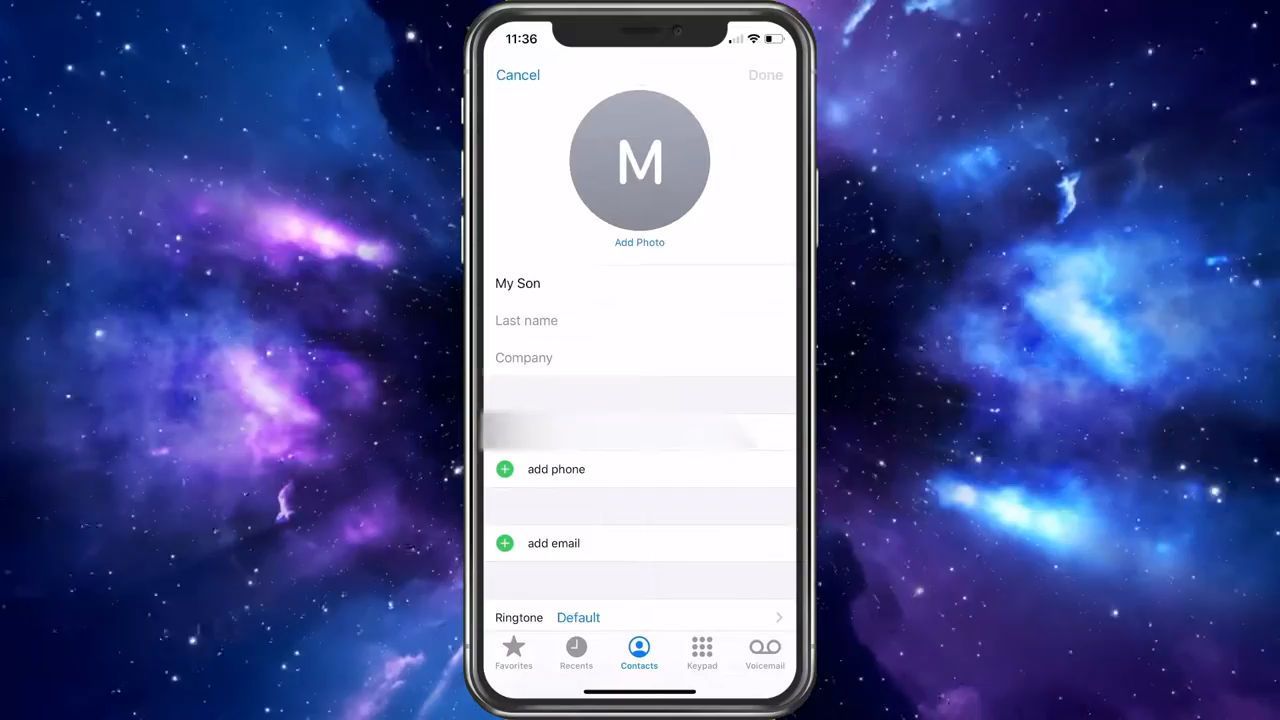 11:36
Cancel
Done
M
Add Photo
My Son
Last name
Company
add phone
add email
Ringtone Default
Favorites
Recents
Contacts
Keypad
Voicemail